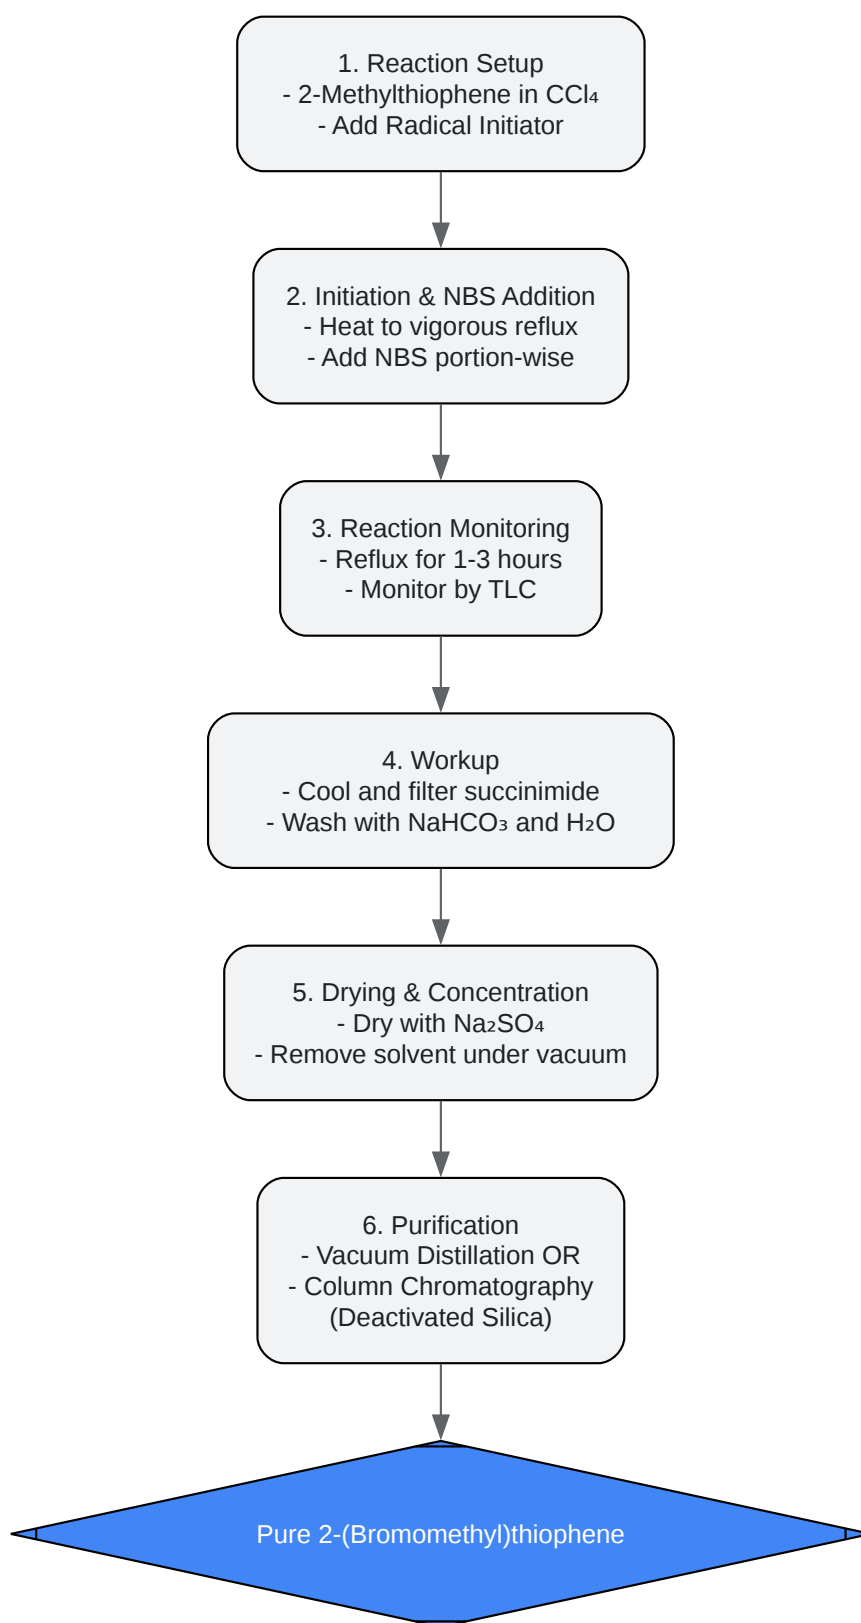 1. Reaction Setup
- 2-Methylthiophene in CCl₄
- Add Radical Initiator
2. Initiation & NBS Addition
- Heat to vigorous reflux
- Add NBS portion-wise
3. Reaction Monitoring
- Reflux for 1-3 hours
- Monitor by TLC
4. Workup
- Cool and filter succinimide
- Wash with NaHCO₃ and H₂O
5. Drying & Concentration
- Dry with Na₂SO₄
- Remove solvent under vacuum
6. Purification
- Vacuum Distillation OR
- Column Chromatography
(Deactivated Silica)
Pure 2-(Bromomethyl)thiophene